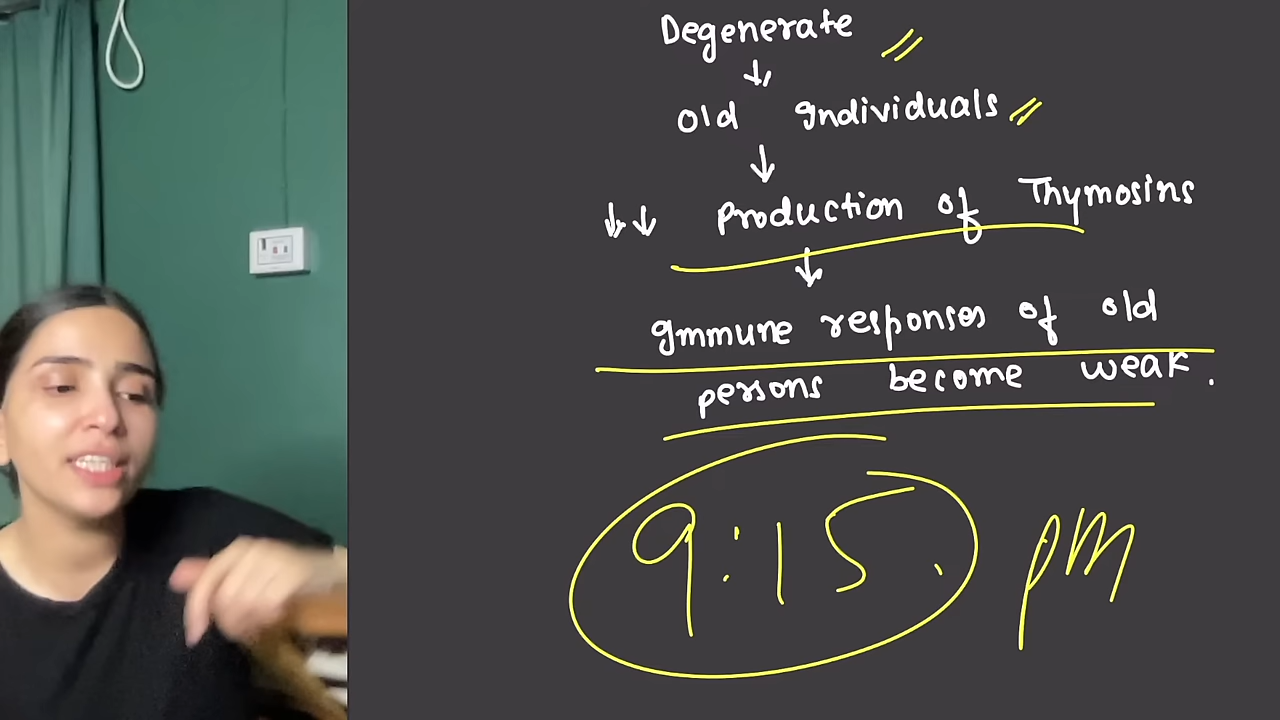 Degenerate
↓
Old Individuals
↓
↓↓ Production of Thymosins
↓
Immune responses of old
persons become weak.
9:15. pm